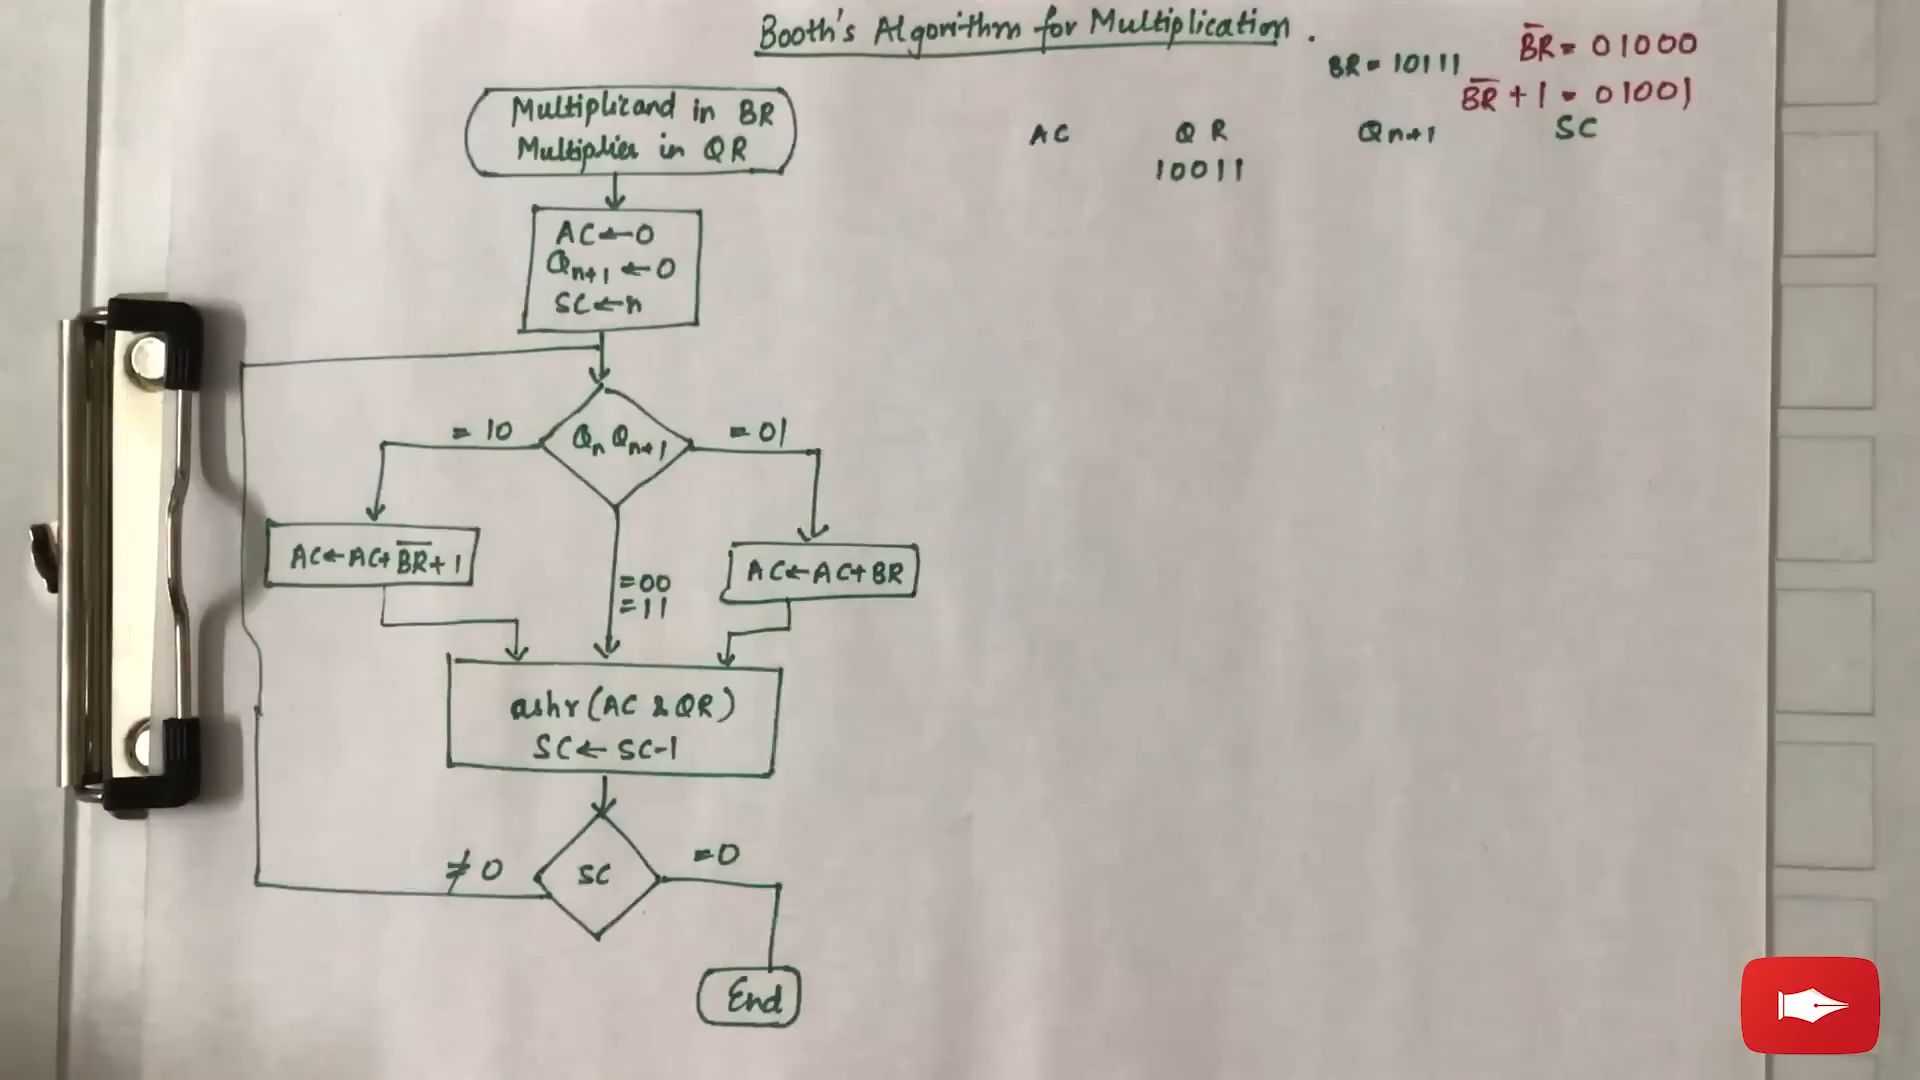 Booth's Algorithm for Multiplication.
BR = 10111
B̅R̅ = 01000
B̅R̅ + 1 = 01001
AC QR Qn+1 SC
10011
Multiplicand in BR
Multiplier in QR
AC ← 0
Qn+1 ← 0
SC ← n
= 10
Qn Qn+1
= 01
AC ← AC + B̅R̅ + 1
= 00
= 11
AC ← AC + BR
ashr (AC & QR)
SC ← SC-1
≠ 0
SC
= 0
End